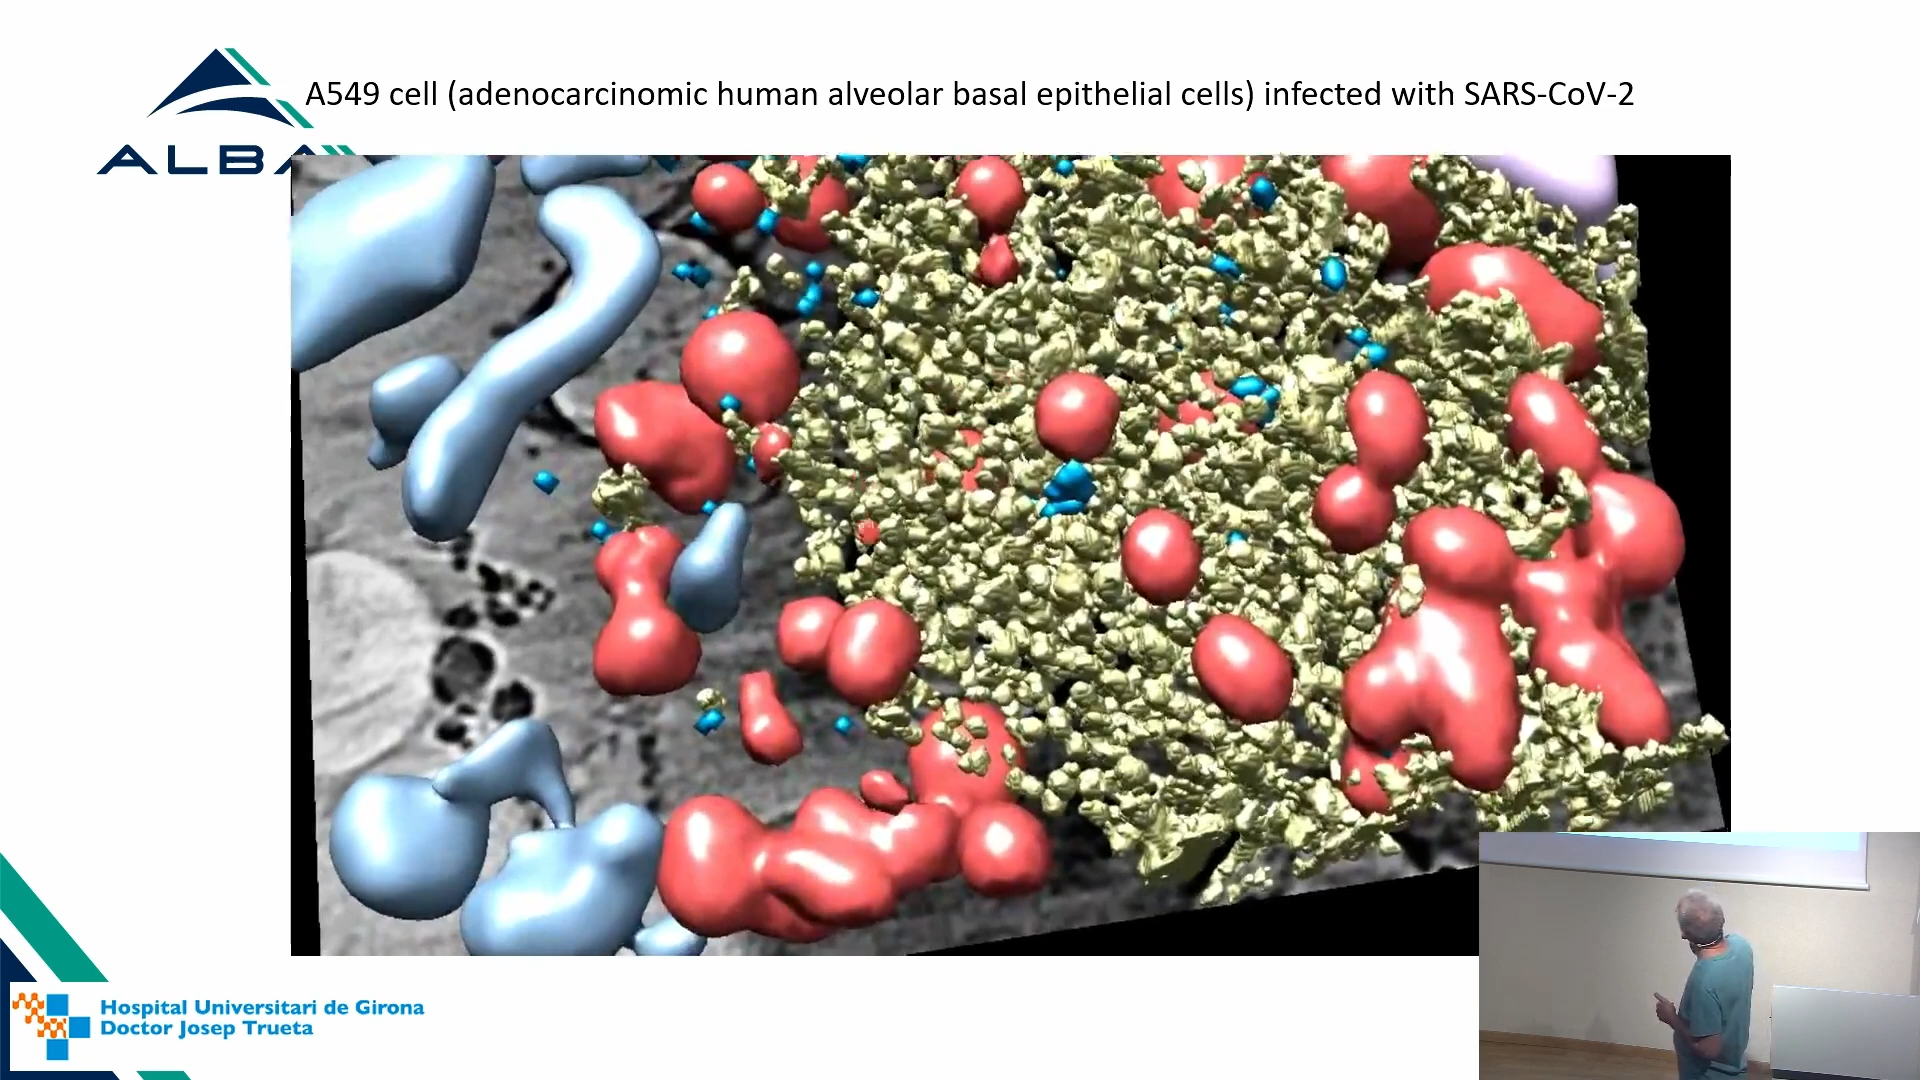 A549 cell (adenocarcinomic human alveolar basal epithelial cells) infected with SARS-CoV-2
ALBA
Hospital Universitari de Girona
Doctor Josep Trueta